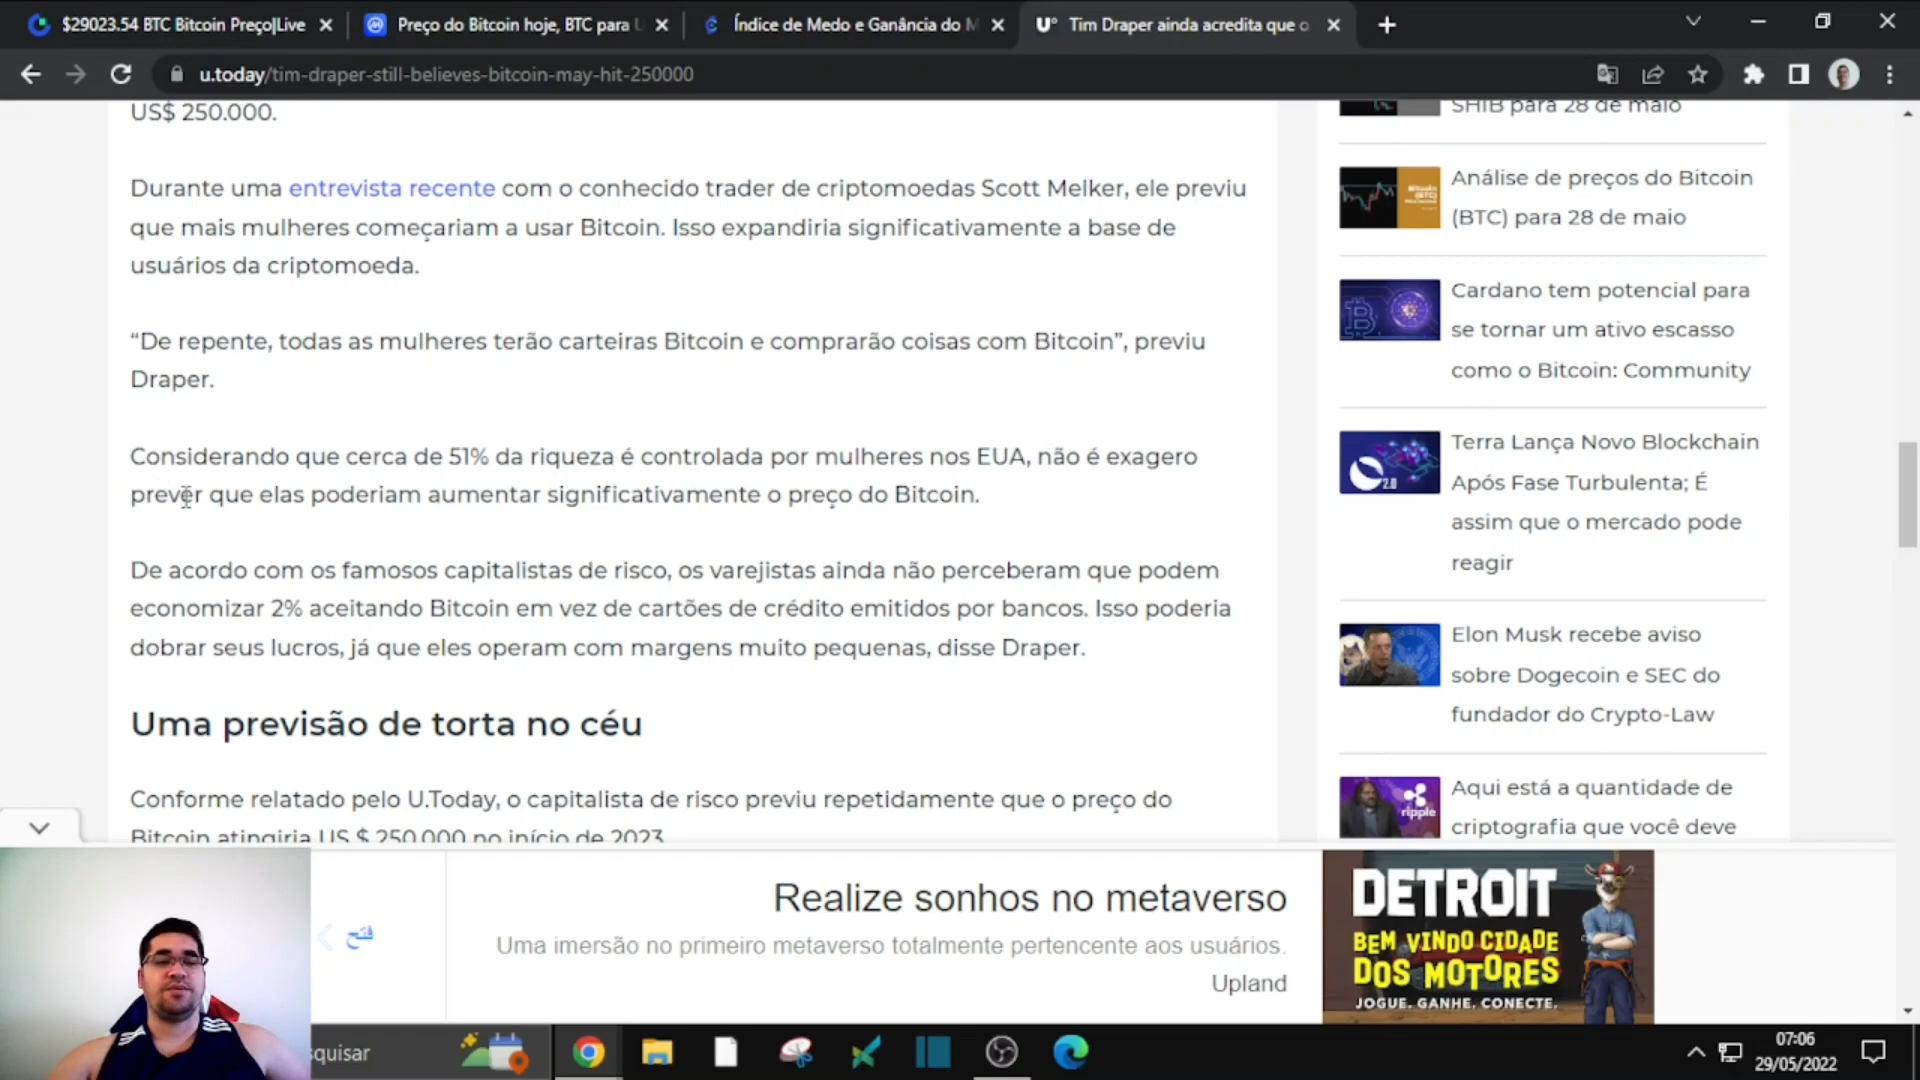 $29023.54 BTC Bitcoin Preço|Live
Preço do Bitcoin hoje, BTC para U
Índice de Medo e Ganância do M
U° Tim Draper ainda acredita que o
u.today/tim-draper-still-believes-bitcoin-may-hit-250000
US$ 250.000.
Durante uma entrevista recente com o conhecido trader de criptomoedas Scott Melker, ele previu
que mais mulheres começariam a usar Bitcoin. Isso expandiria significativamente a base de
usuários da criptomoeda.
“De repente, todas as mulheres terão carteiras Bitcoin e comprarão coisas com Bitcoin”, previu
Draper.
Considerando que cerca de 51% da riqueza é controlada por mulheres nos EUA, não é exagero
prever que elas poderiam aumentar significativamente o preço do Bitcoin.
De acordo com os famosos capitalistas de risco, os varejistas ainda não perceberam que podem
economizar 2% aceitando Bitcoin em vez de cartões de crédito emitidos por bancos. Isso poderia
dobrar seus lucros, já que eles operam com margens muito pequenas, disse Draper.
Uma previsão de torta no céu
Conforme relatado pelo U.Today, o capitalista de risco previu repetidamente que o preço do
Bitcoin atingiria US $ 250.000 no início de 2023.
SHIB para 28 de maio
Análise de preços do Bitcoin
(BTC) para 28 de maio
Cardano tem potencial para
se tornar um ativo escasso
como o Bitcoin: Community
2.0
Terra Lança Novo Blockchain
Após Fase Turbulenta; É
assim que o mercado pode
reagir
Elon Musk recebe aviso
sobre Dogecoin e SEC do
fundador do Crypto-Law
ripple
Aqui está a quantidade de
criptografia que você deve
فتح
Realize sonhos no metaverso
Uma imersão no primeiro metaverso totalmente pertencente aos usuários.
Upland
DETROIT
BEM VINDO CIDADE
DOS MOTORES
JOGUE. GANHE. CONECTE.
squisar
07:06
29/05/2022